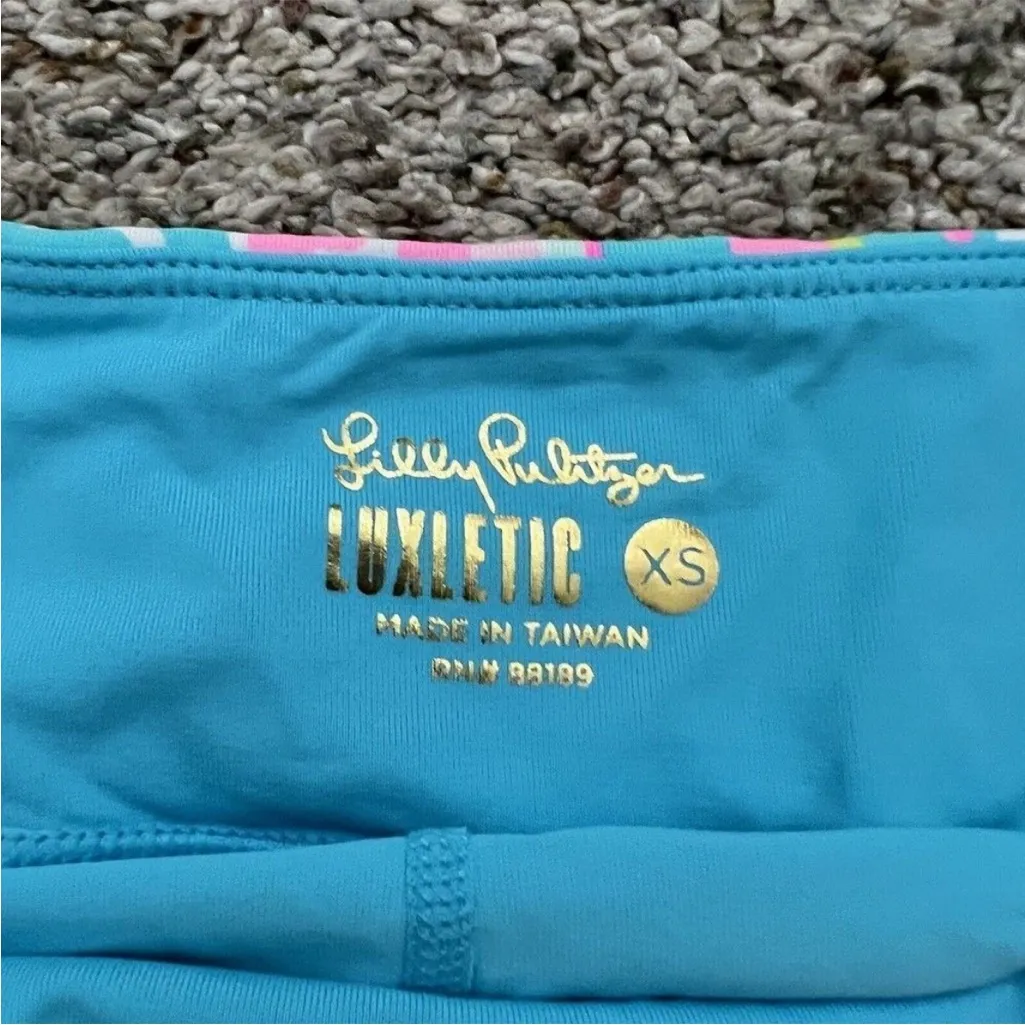 Lilly Pulitzer
LUXLETIC XS
MADE IN TAIWAN
RN# 88189